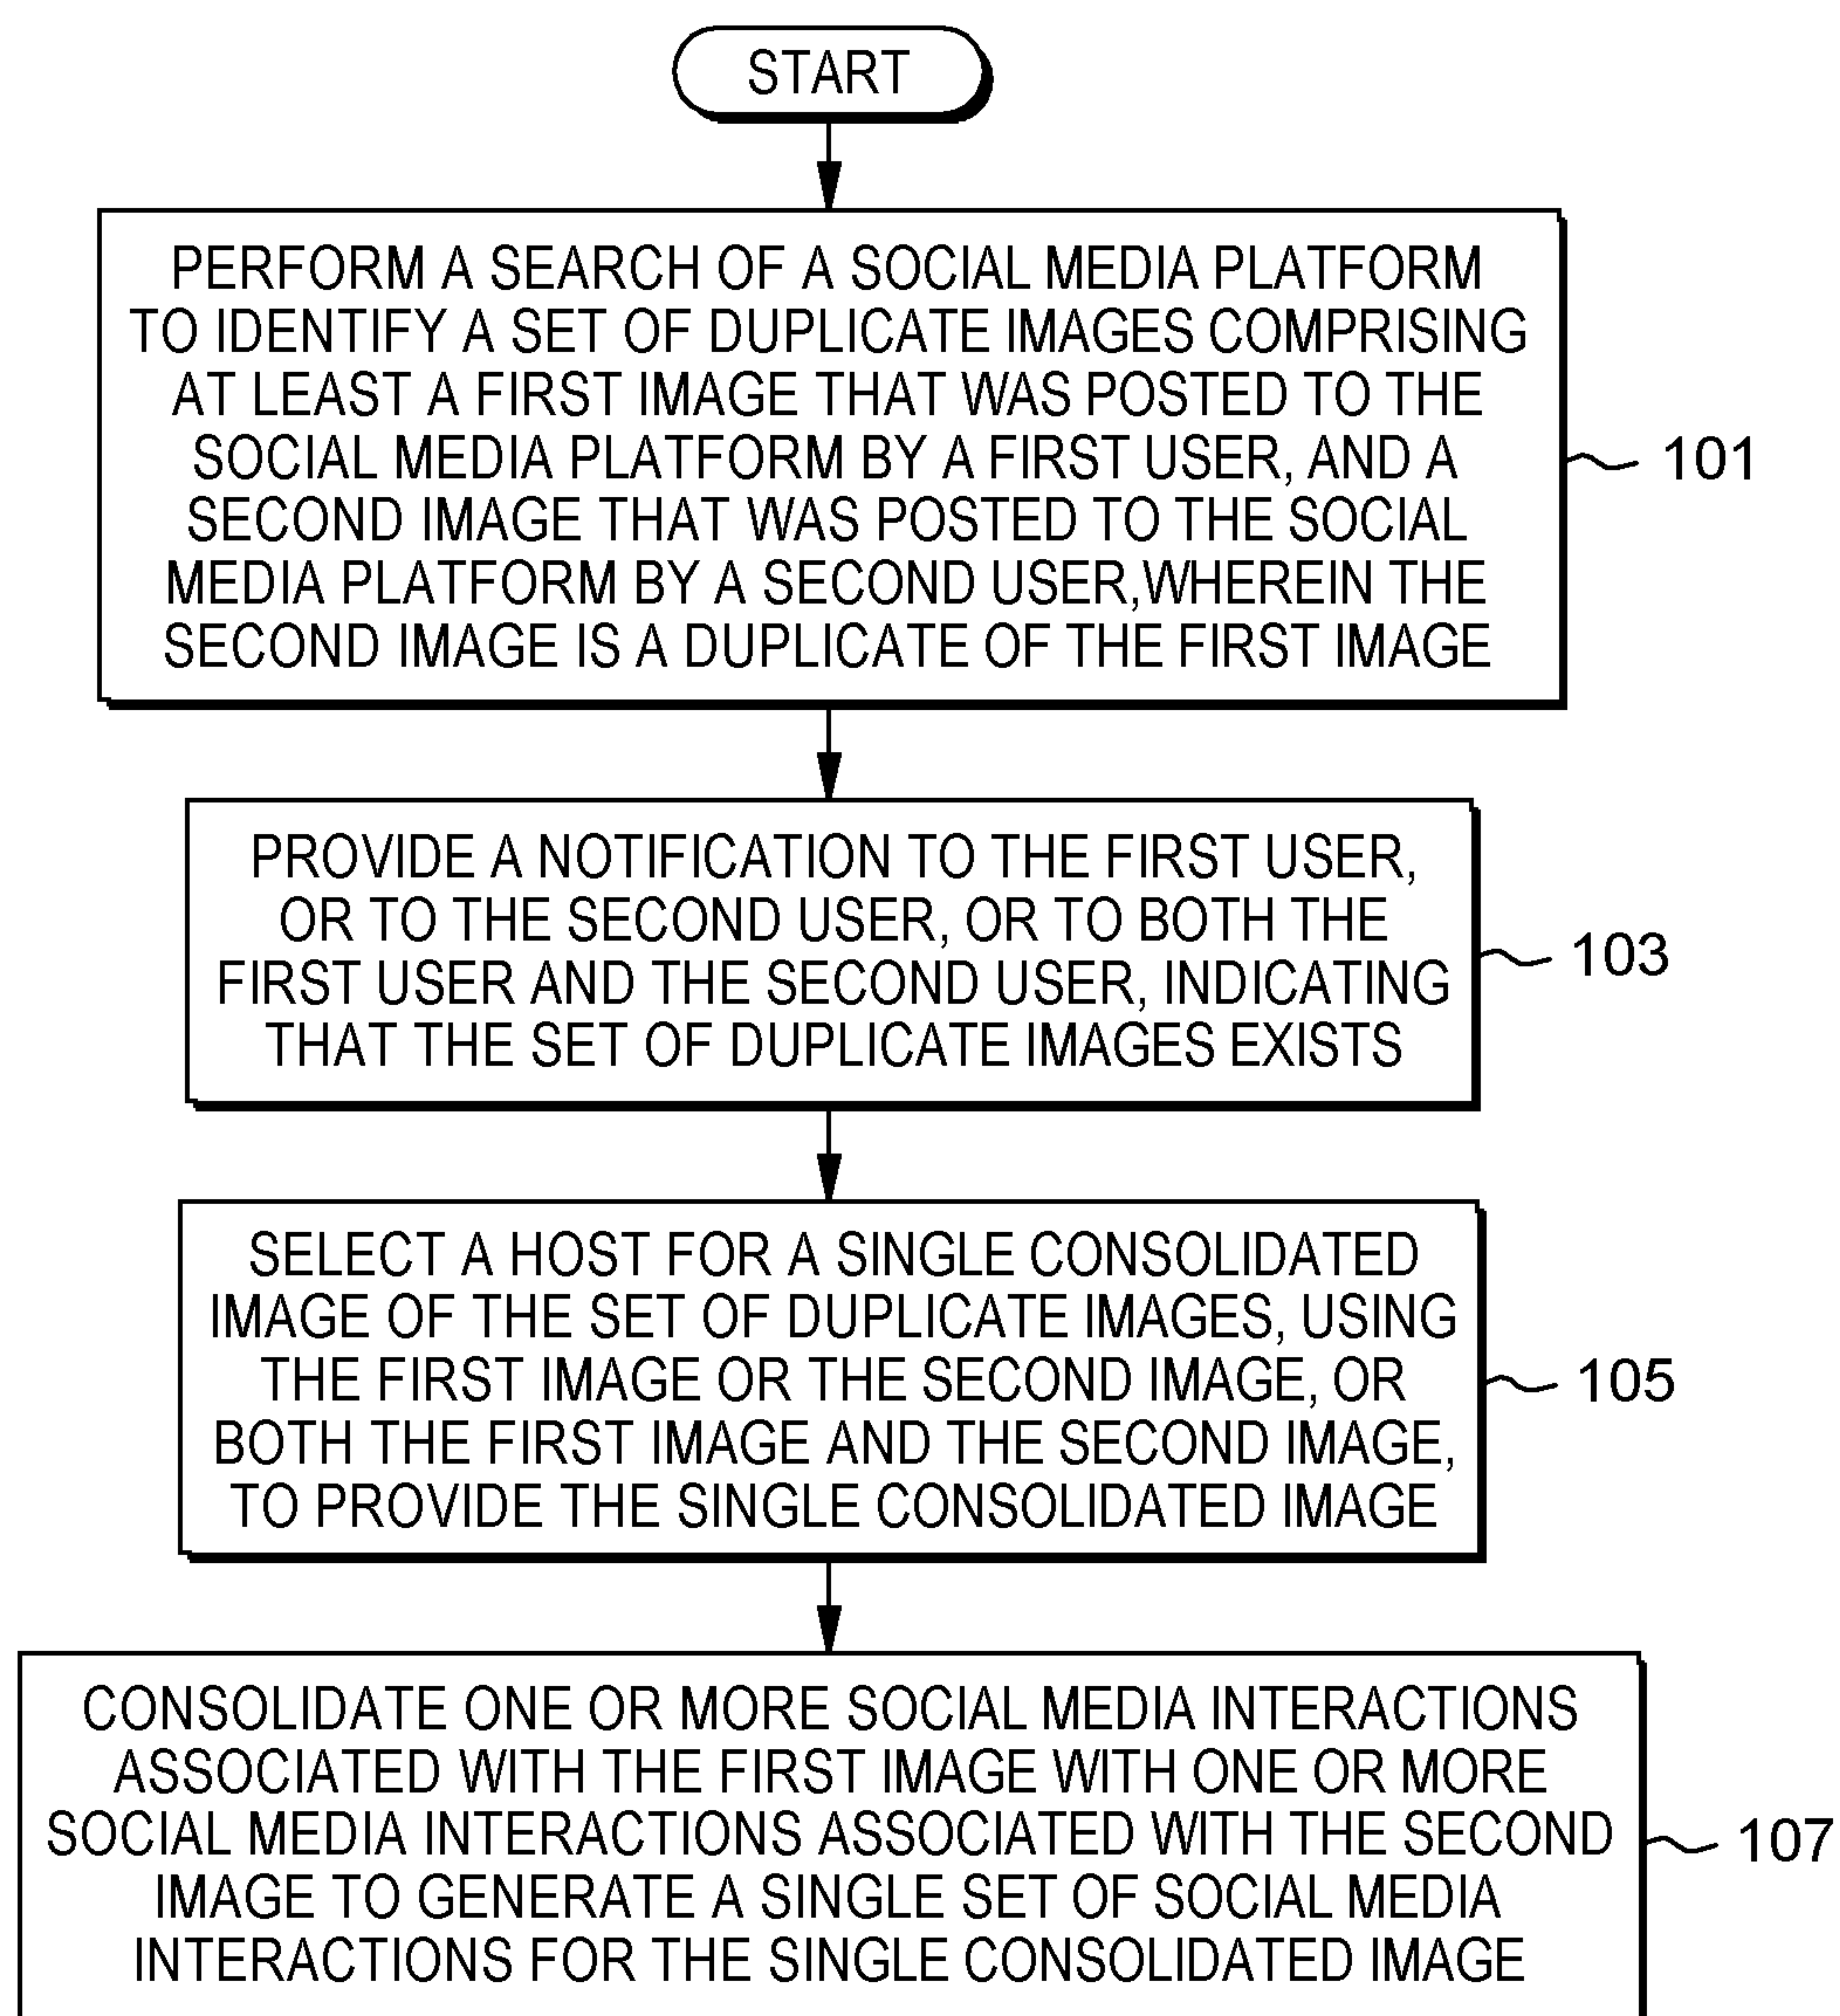 START
PERFORM A SEARCH OF A SOCIAL MEDIA PLATFORM
TO IDENTIFY A SET OF DUPLICATE IMAGES COMPRISING
AT LEAST A FIRST IMAGE THAT WAS POSTED TO THE
SOCIAL MEDIA PLATFORM BY A FIRST USER, AND A
SECOND IMAGE THAT WAS POSTED TO THE SOCIAL
MEDIA PLATFORM BY A SECOND USER,WHEREIN THE
SECOND IMAGE IS A DUPLICATE OF THE FIRST IMAGE
101
PROVIDE A NOTIFICATION TO THE FIRST USER,
OR TO THE SECOND USER, OR TO BOTH THE
FIRST USER AND THE SECOND USER, INDICATING
THAT THE SET OF DUPLICATE IMAGES EXISTS
103
SELECT A HOST FOR A SINGLE CONSOLIDATED
IMAGE OF THE SET OF DUPLICATE IMAGES, USING
THE FIRST IMAGE OR THE SECOND IMAGE, OR
BOTH THE FIRST IMAGE AND THE SECOND IMAGE,
TO PROVIDE THE SINGLE CONSOLIDATED IMAGE
105
CONSOLIDATE ONE OR MORE SOCIAL MEDIA INTERACTIONS
ASSOCIATED WITH THE FIRST IMAGE WITH ONE OR MORE
SOCIAL MEDIA INTERACTIONS ASSOCIATED WITH THE SECOND
IMAGE TO GENERATE A SINGLE SET OF SOCIAL MEDIA
INTERACTIONS FOR THE SINGLE CONSOLIDATED IMAGE
107